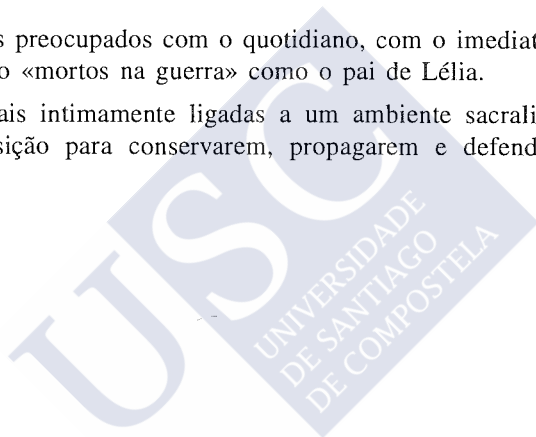 s preocupados com o quotidiano, com o imediat
o «mortos na guerra» como o pai de Lélia.
ais intimamente ligadas a um ambiente sacrali
sição para conservarem, propagarem e defend
USC
UNIVERSIDADE
DE SANTIAGO
DE COMPOSTELA